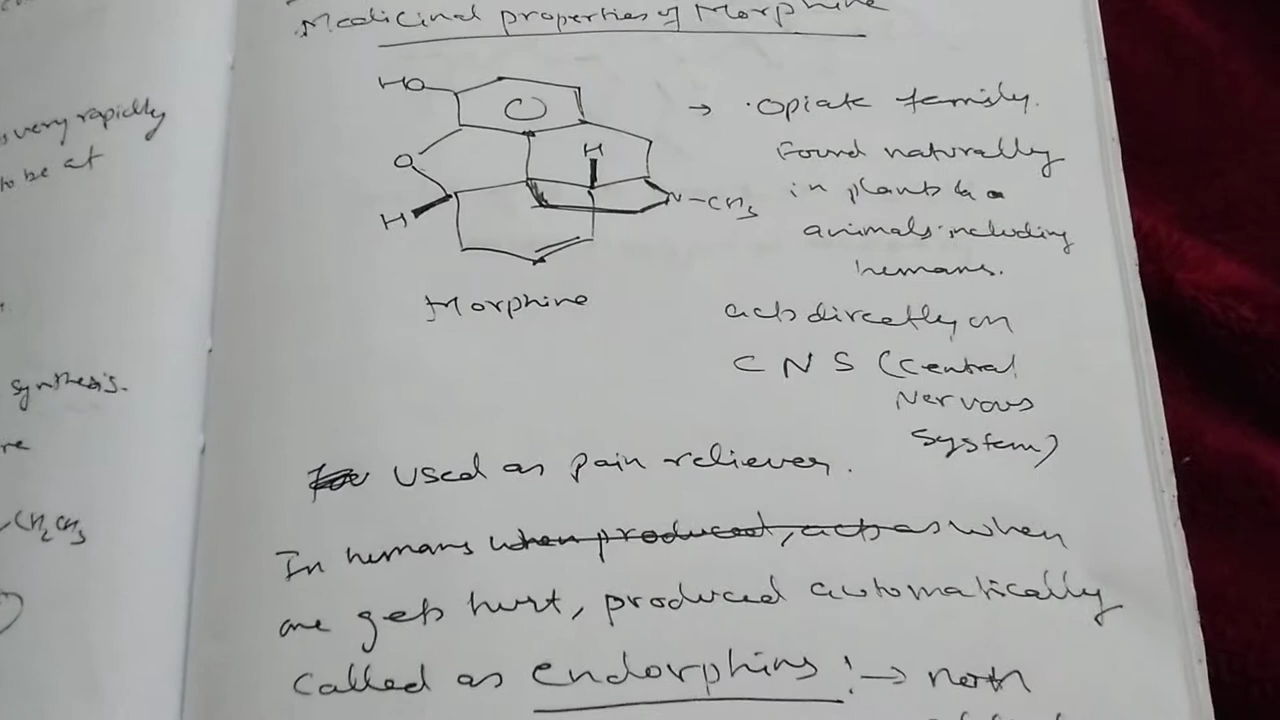 Medicinal properties of Morphine
very rapidly
to be at
synthesis.
re
CH2CH3
HO
O
H
H
N-CH3
Morphine
→ ·Opiate family.
Found naturally
in plants & a
animals including
humans.
acts directly on
CNS (Central
Nervous
System)
Used as pain reliever.
In humans when produced, acts as when
one gets hurt, produced automatically
called as endorphins! →